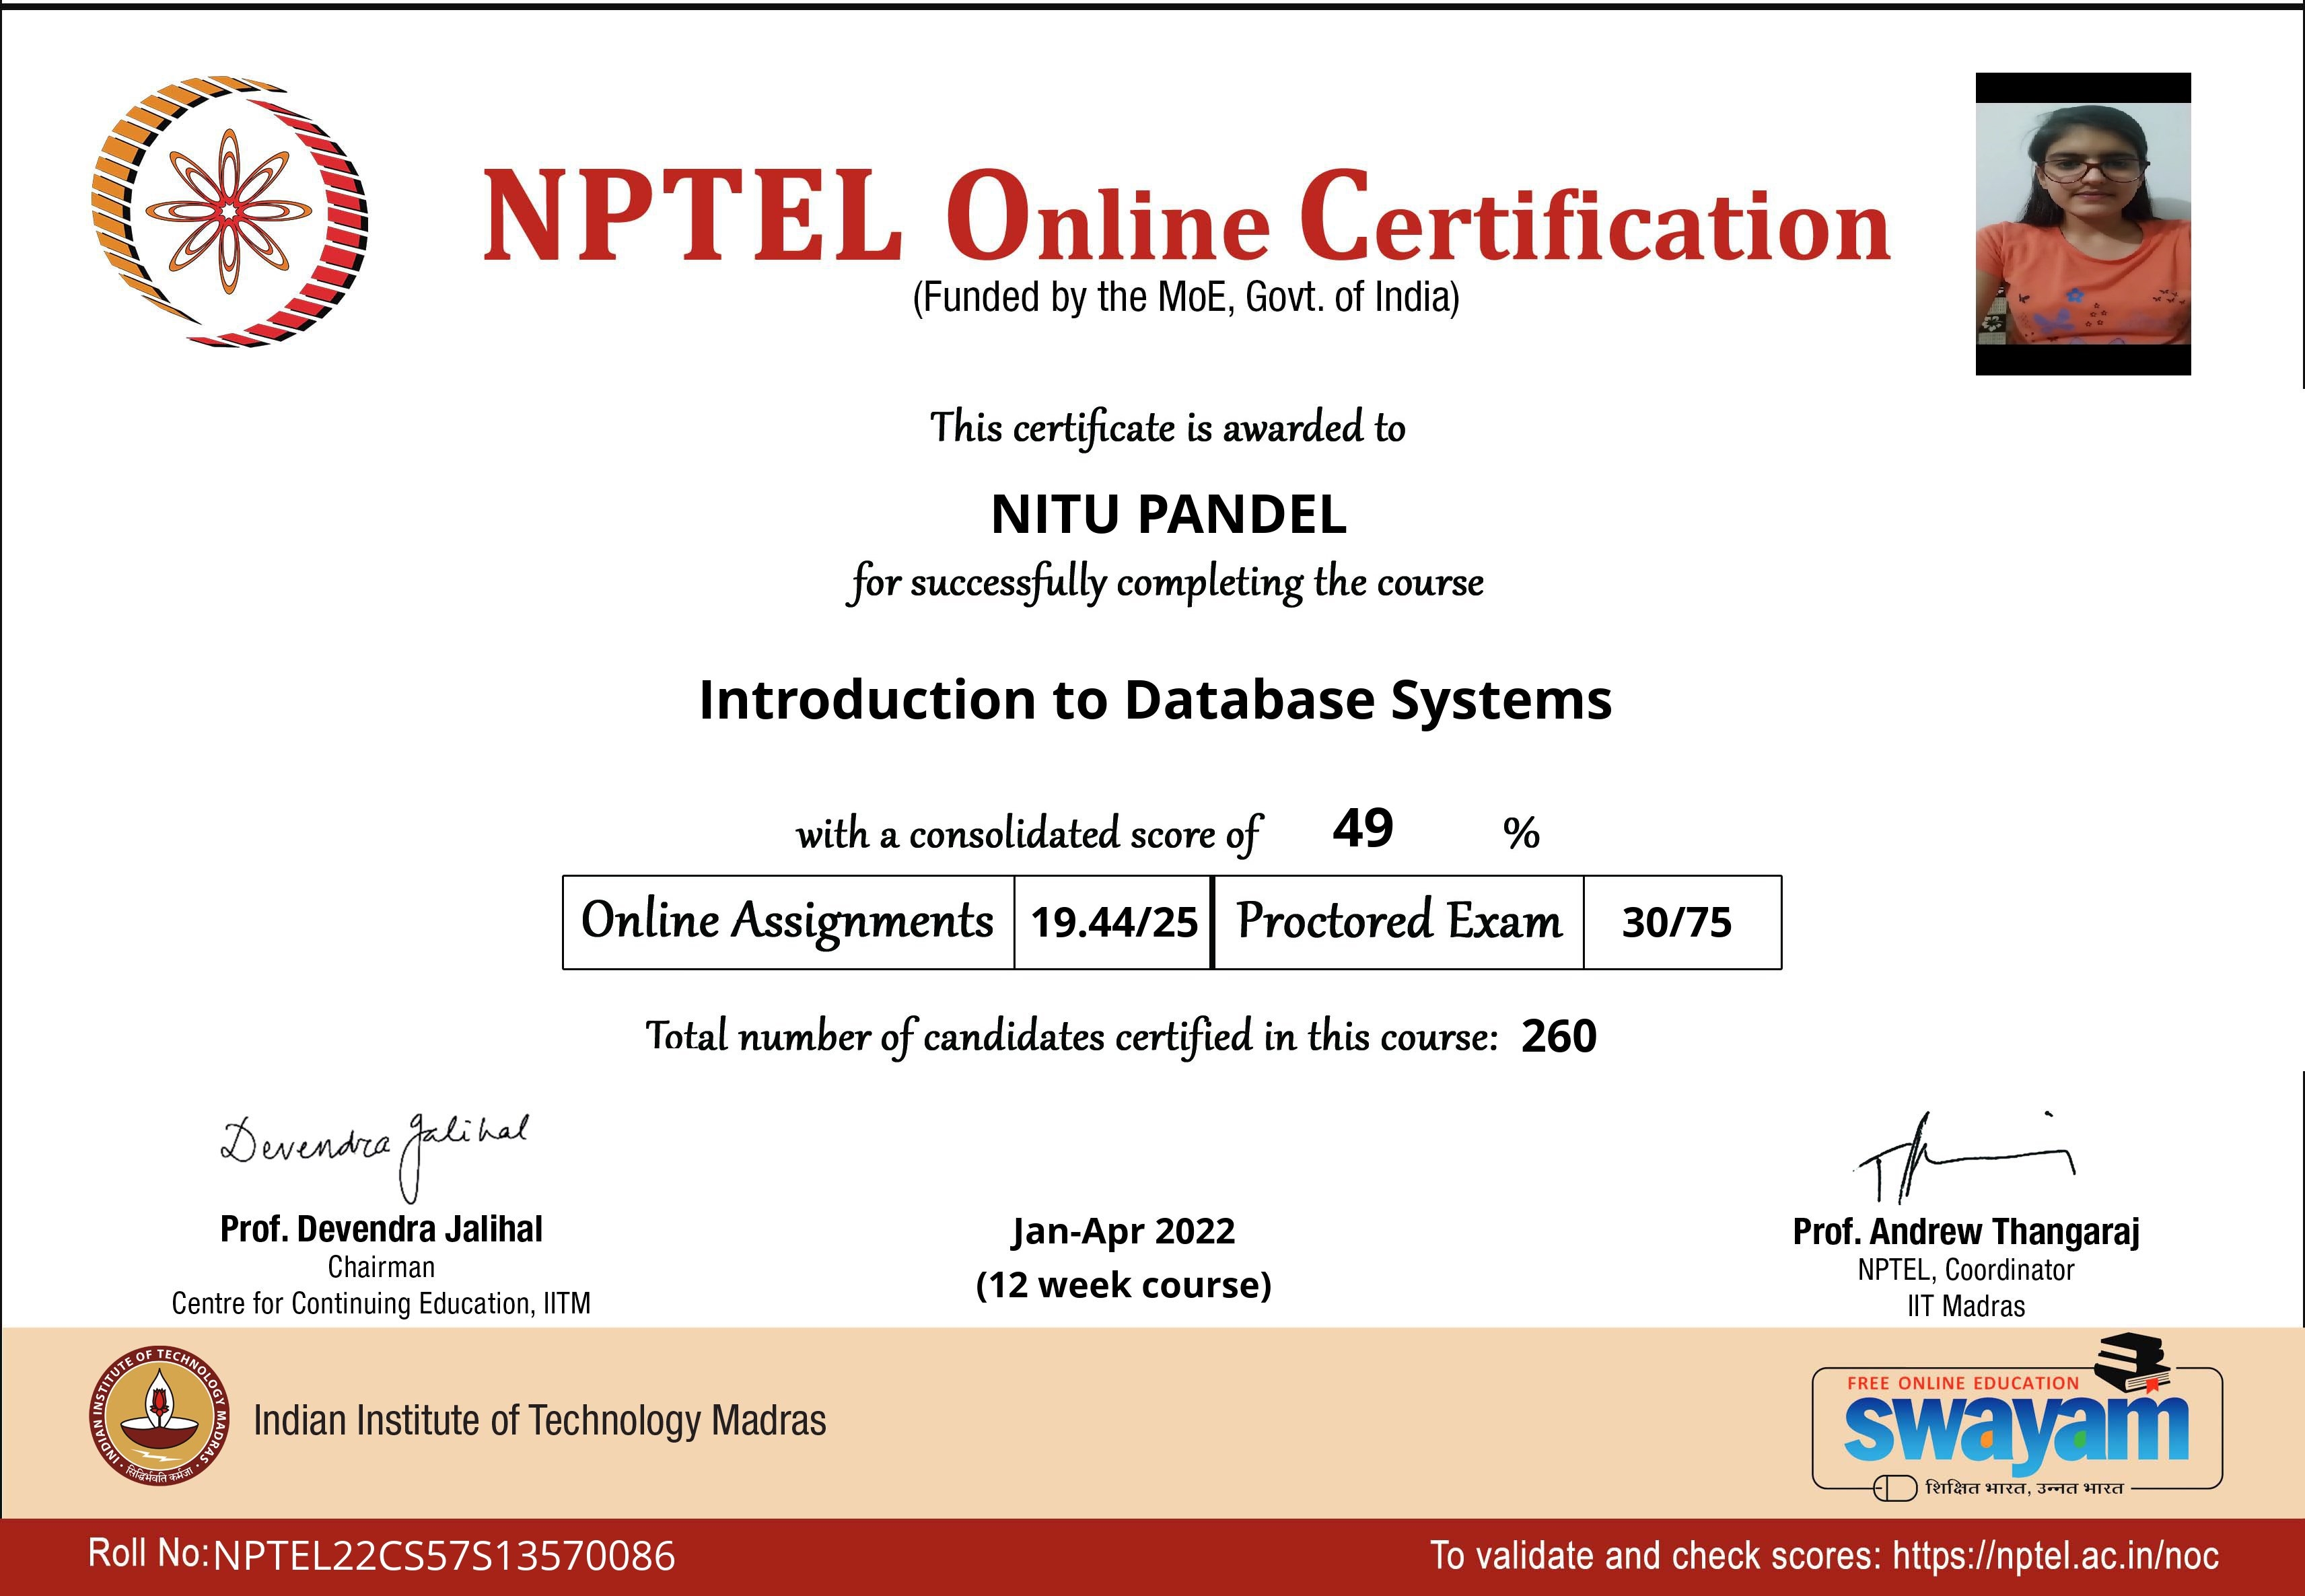 NPTEL Online Certification
(Funded by the MoE, Govt. of India)
This certificate is awarded to
NITU PANDEL
for successfully completing the course
Introduction to Database Systems
with a consolidated score of 49 %
Online Assignments 19.44/25 Proctored Exam 30/75
Total number of candidates certified in this course: 260
Devendra Jalihal
Prof. Devendra Jalihal
Chairman
Centre for Continuing Education, IITM
Jan-Apr 2022
(12 week course)
Prof. Andrew Thangaraj
NPTEL, Coordinator
IIT Madras
INDIAN INSTITUTE OF TECHNOLOGY MADRAS
सिद्धिर्भवति कर्मजा
Indian Institute of Technology Madras
FREE ONLINE EDUCATION
swayam
शिक्षित भारत, उन्नत भारत
Roll No:NPTEL22CS57S13570086
To validate and check scores: https://nptel.ac.in/noc